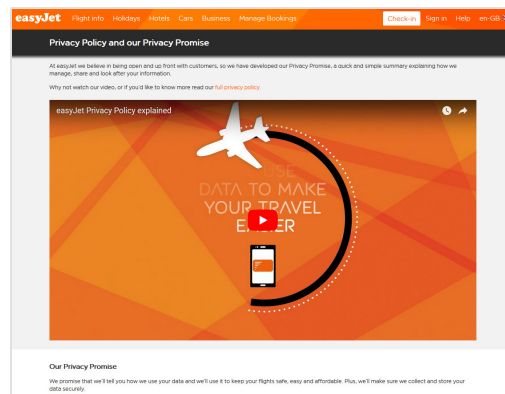 easyJet Flight info Holidays Hotels Cars Business Manage Bookings Check-in Sign in Help en-GB
Privacy Policy and our Privacy Promise
At easyJet we believe in being open and up front with customers, so we have developed our Privacy Promise, a quick and simple summary explaining how we
manage, share and look after your information.
Why not watch our video, or if you'd like to know more read our full privacy policy.
easyJet Privacy Policy explained
USE
DATA TO MAKE
YOUR TRAVEL
EASIER
Our Privacy Promise
We promise that we'll tell you how we use your data and we'll use it to keep your flights safe, easy and affordable. Plus, we'll make sure we collect and store your
data securely.